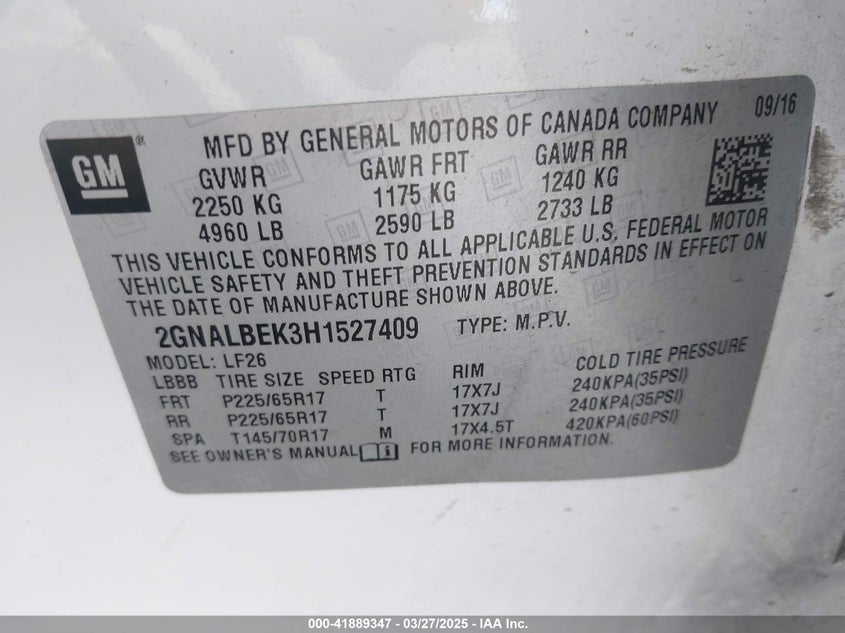 09/16
GM
MFD BY GENERAL MOTORS OF CANADA COMPANY
GVWR GAWR FRT GAWR RR
2250 KG 1175 KG 1240 KG
4960 LB 2590 LB 2733 LB
THIS VEHICLE CONFORMS TO ALL APPLICABLE U.S. FEDERAL MOTOR
VEHICLE SAFETY AND THEFT PREVENTION STANDARDS IN EFFECT ON
THE DATE OF MANUFACTURE SHOWN ABOVE.
2GNALBEK3H1527409 TYPE: M.P.V.
MODEL: LF26
LBBB TIRE SIZE SPEED RTG RIM COLD TIRE PRESSURE
FRT P225/65R17 T 17X7J 240KPA(35PSI)
RR P225/65R17 T 17X7J 240KPA(35PSI)
SPA T145/70R17 M 17X4.5T 420KPA(60PSI)
SEE OWNER'S MANUAL FOR MORE INFORMATION.
000-41889347 / 03/27/2025 / IAA Inc.